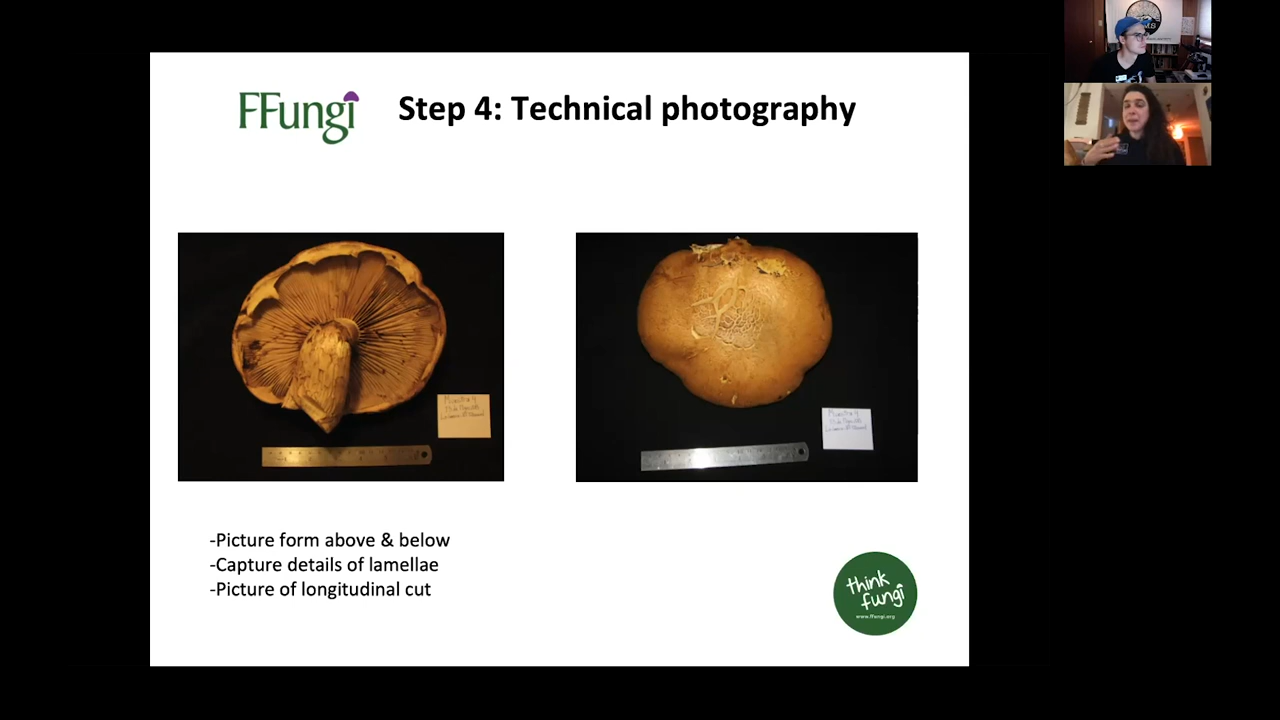 FFungi
Step 4: Technical photography
-Picture form above & below
-Capture details of lamellae
-Picture of longitudinal cut
think
fungi
www.ffungi.org